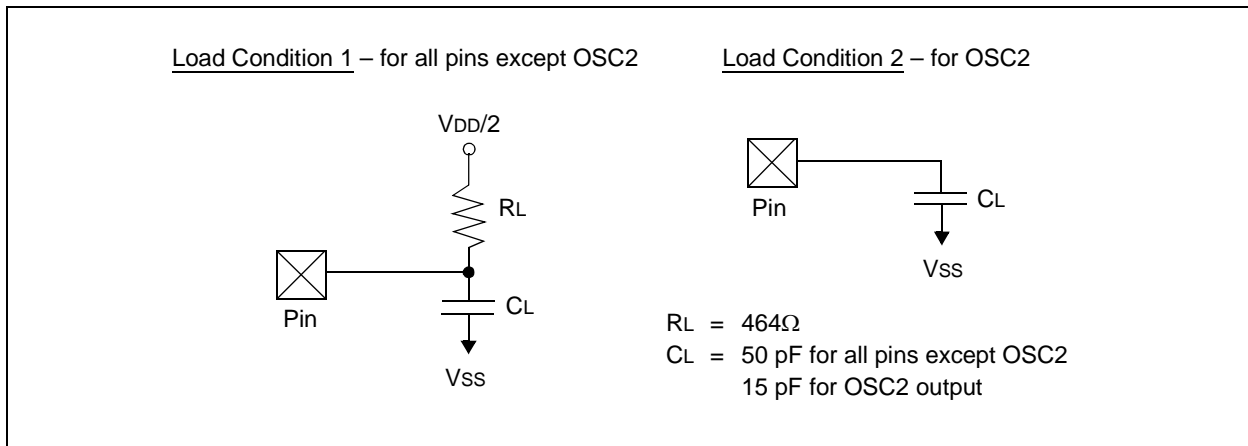 Load Condition 1 – for all pins except OSC2
VDD/2
RL
Pin
CL
VSS
Load Condition 2 – for OSC2
Pin
CL
VSS
RL = 464Ω
CL = 50 pF for all pins except OSC2
15 pF for OSC2 output